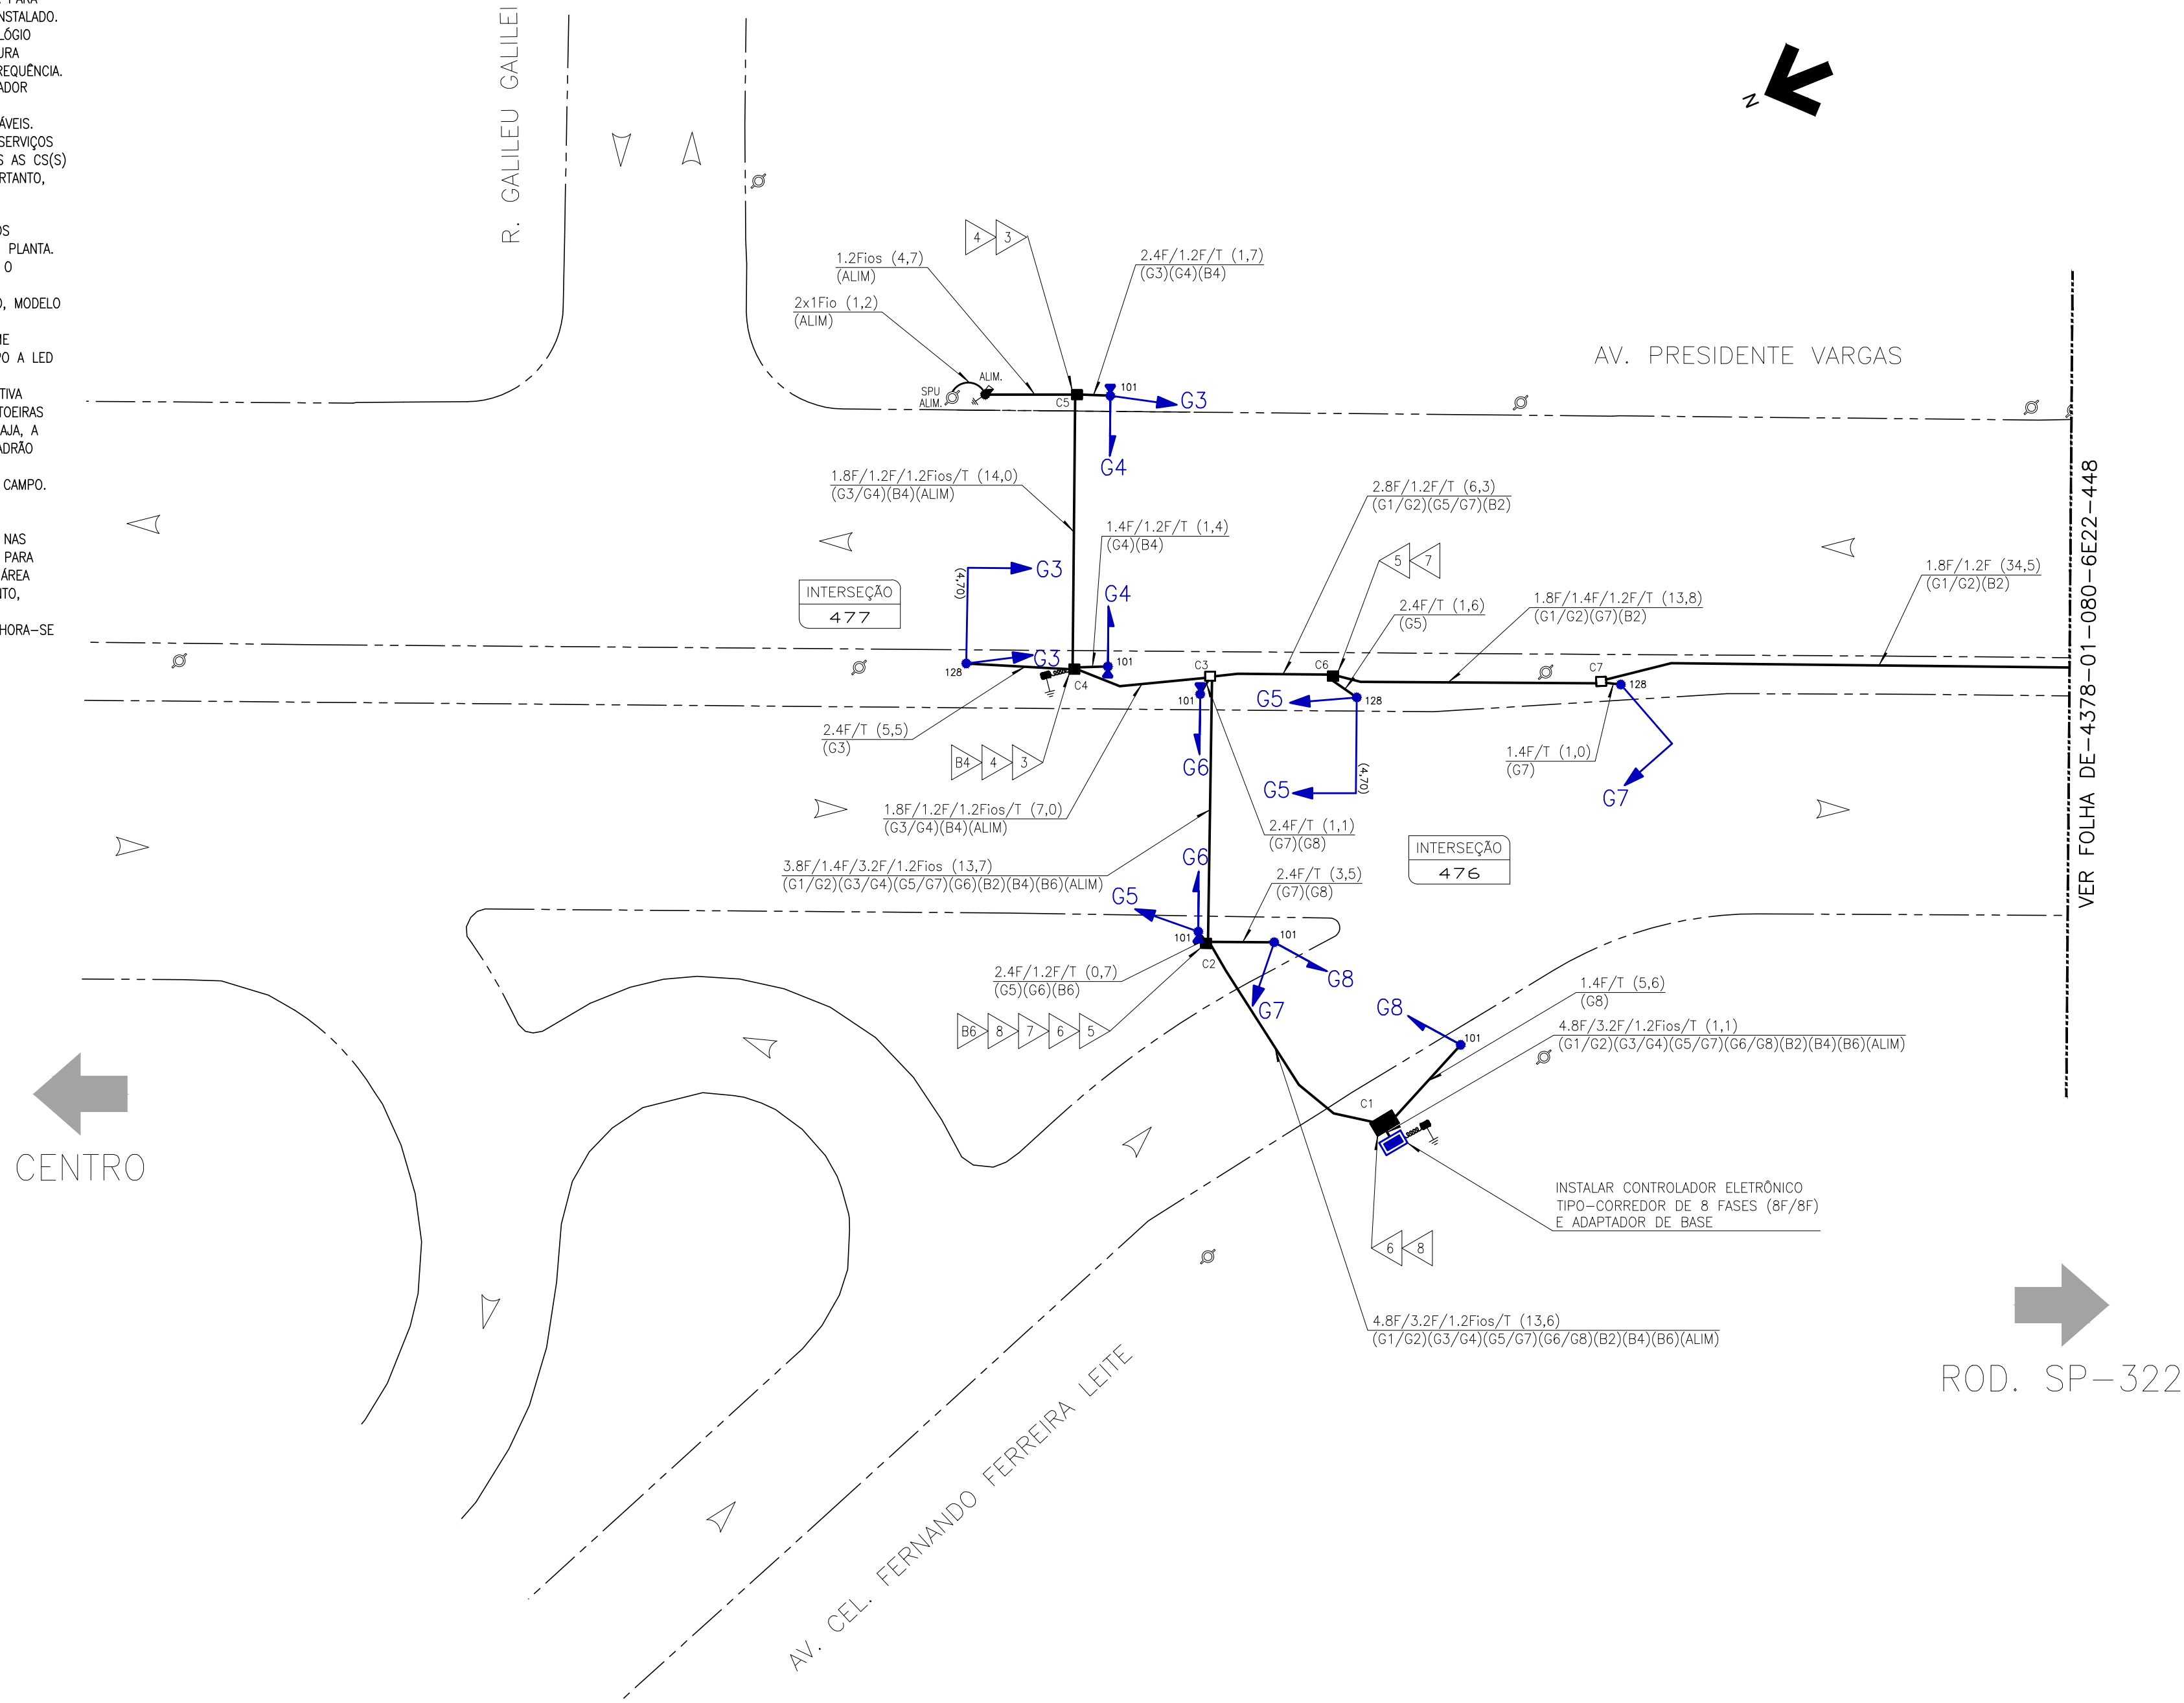 PARA
NSTALADO.
LÓGIO
URA
REQUÊNCIA.
ADOR
ÁVEIS.
SERVIÇOS
S AS CS(S)
RTANTO,
OS
PLANTA.
O
O, MODELO
ME
PO A LED
TIVA
TOEIRAS
AJA, A
ADRÃO
CAMPO.
NAS
PARA
ÁREA
NTO,
HORA-SE
R. GALILEU GALILEI
N
4 3
1.2Fios (4,7)
(ALIM)
2.4F/1.2F/T (1,7)
(G3)(G4)(B4)
2x1Fio (1,2)
(ALIM)
AV. PRESIDENTE VARGAS
ALIM.
SPU
ALIM.
C5
101
G3
G4
1.8F/1.2F/1.2Fios/T (14,0)
(G3/G4)(B4)(ALIM)
2.8F/1.2F/T (6,3)
(G1/G2)(G5/G7)(B2)
1.4F/1.2F/T (1,4)
(G4)(B4)
5 7
1.8F/1.2F (34,5)
(G1/G2)(B2)
(4,70)
G3
INTERSEÇÃO
477
G4
2.4F/T (1,6)
(G5)
1.8F/1.4F/1.2F/T (13,8)
(G1/G2)(G7)(B2)
VER FOLHA DE-4378-01-080-6E22-448
128
G3
C4
101
C3
C6
C7
128
101
G5
128
2.4F/T (5,5)
(G3)
B4 4 3
G6
(4,70)
G5
1.4F/T (1,0)
(G7)
G7
1.8F/1.2F/1.2Fios/T (7,0)
(G3/G4)(B4)(ALIM)
2.4F/T (1,1)
(G7)(G8)
INTERSEÇÃO
476
3.8F/1.4F/3.2F/1.2Fios (13,7)
(G1/G2)(G3/G4)(G5/G7)(G6)(B2)(B4)(B6)(ALIM)
G6
2.4F/T (3,5)
(G7)(G8)
G5
101
C2
101
2.4F/1.2F/T (0,7)
(G5)(G6)(B6)
G8
G7
B6 8 7 6 5
G8
101
1.4F/T (5,6)
(G8)
4.8F/3.2F/1.2Fios/T (1,1)
(G1/G2)(G3/G4)(G5/G7)(G6/G8)(B2)(B4)(B6)(ALIM)
C1
CENTRO
INSTALAR CONTROLADOR ELETRÔNICO
TIPO-CORREDOR DE 8 FASES (8F/8F)
E ADAPTADOR DE BASE
6 8
4.8F/3.2F/1.2Fios/T (13,6)
(G1/G2)(G3/G4)(G5/G7)(G6/G8)(B2)(B4)(B6)(ALIM)
ROD. SP-322
AV. CEL. FERNANDO FERREIRA LEITE